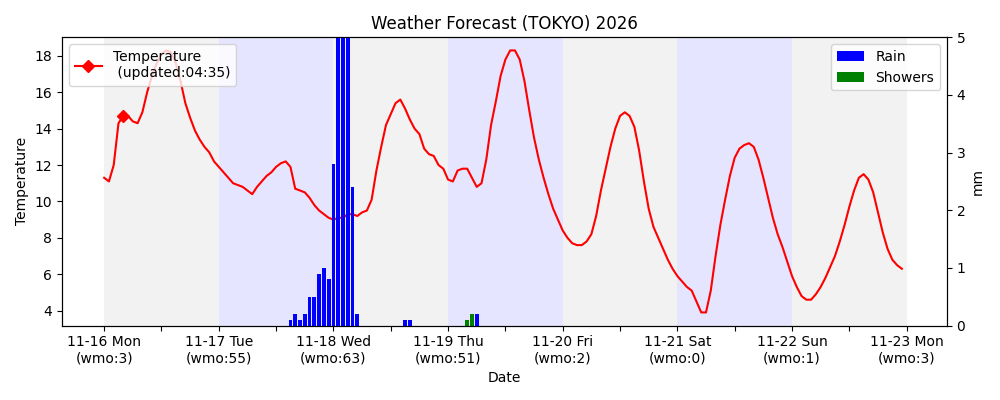 Weather Forecast (TOKYO) 2026
Temperature
(updated:04:35)
Rain
Showers
Temperature
18
16
14
12
10
8
6
4
5
4
3
2
1
0
mm
11-16 Mon
(wmo:3)
11-17 Tue
(wmo:55)
11-18 Wed
(wmo:63)
11-19 Thu
(wmo:51)
11-20 Fri
(wmo:2)
11-21 Sat
(wmo:0)
11-22 Sun
(wmo:1)
11-23 Mon
(wmo:3)
Date